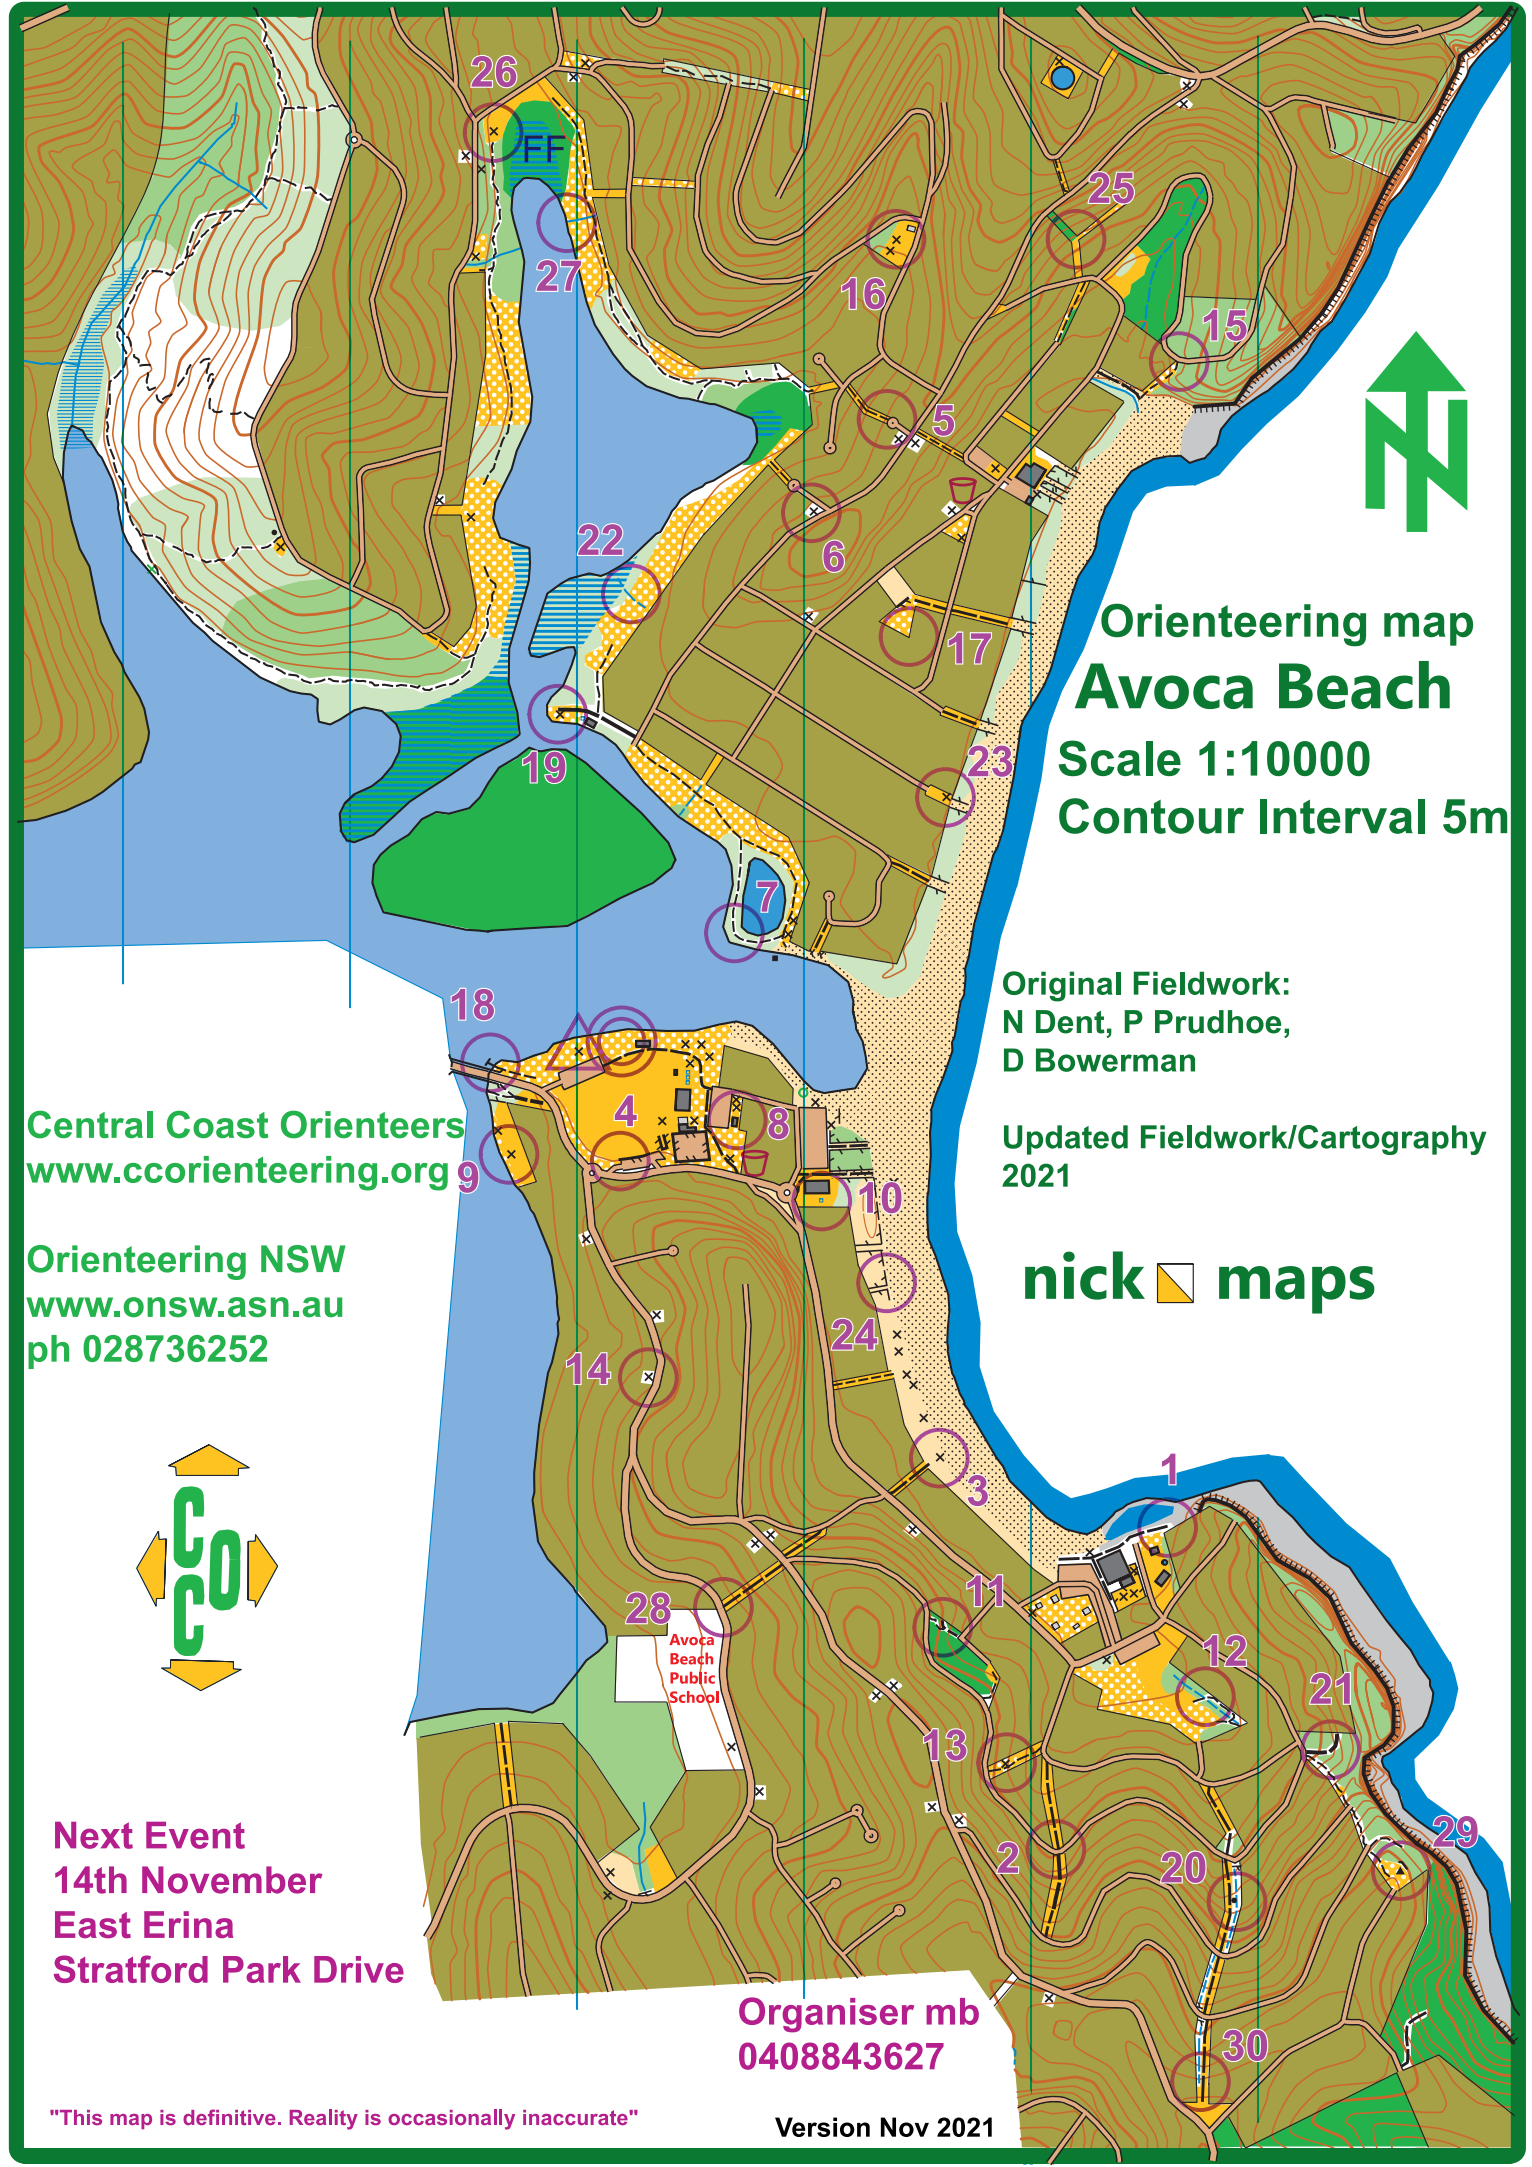 26
FF
25
27
16
15
5
22
6
Orienteering map
17
Avoca Beach
19
23
Scale 1:10000
Contour Interval 5m
7
Original Fieldwork:
N Dent, P Prudhoe,
D Bowerman
18
4
8
Central Coast Orienteers
www.ccorienteering.org
9
Updated Fieldwork/Cartography
2021
10
Orienteering NSW
www.onsw.asn.au
ph 028736252
nick maps
24
14
3
1
COC
11
28
Avoca
Beach
Public
School
12
21
13
2
20
29
Next Event
14th November
East Erina
Stratford Park Drive
Organiser mb
0408843627
30
"This map is definitive. Reality is occasionally inaccurate"
Version Nov 2021
N